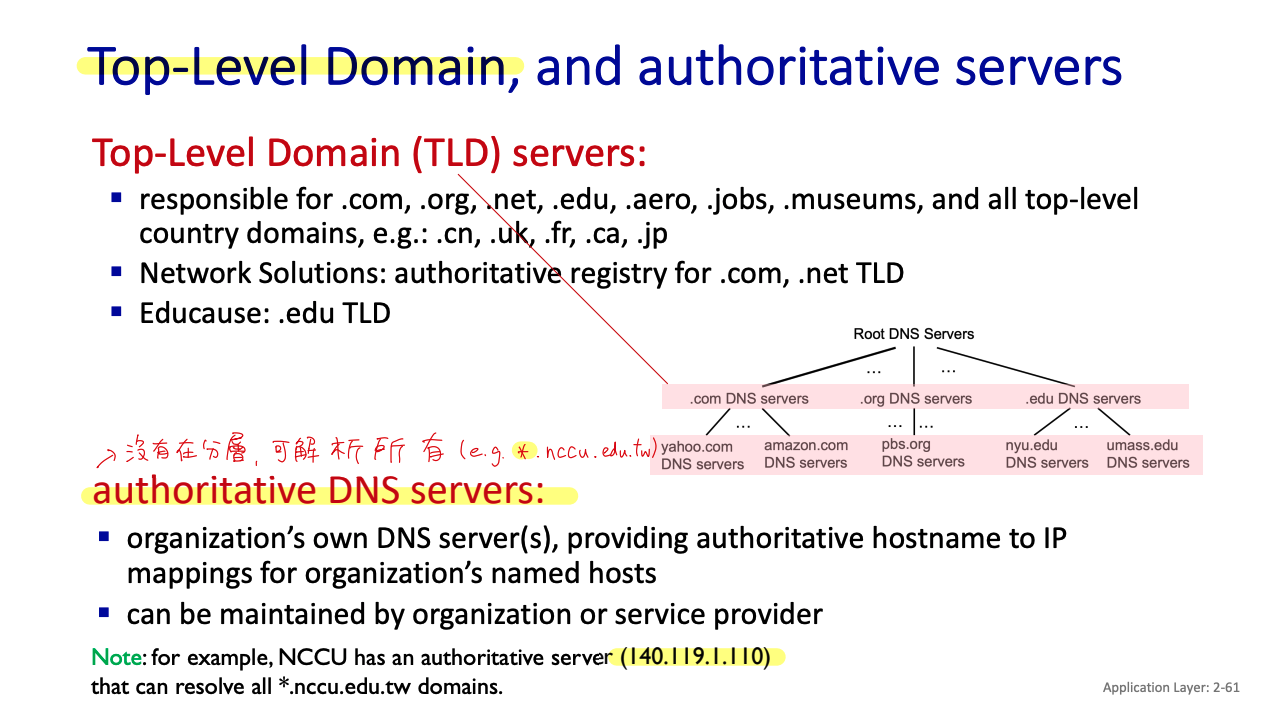 Top-Level Domain, and authoritative servers
Top-Level Domain (TLD) servers:
▪ responsible for .com, .org, .net, .edu, .aero, .jobs, .museums, and all top-level
country domains, e.g.: .cn, .uk, .fr, .ca, .jp
▪ Network Solutions: authoritative registry for .com, .net TLD
▪ Educause: .edu TLD
Root DNS Servers
... ...
.com DNS servers .org DNS servers .edu DNS servers
... ... ... ...
yahoo.com amazon.com pbs.org nyu.edu umass.edu
DNS servers DNS servers DNS servers DNS servers DNS servers
→ 沒有在分層, 可解析所有 (e.g. *.nccu.edu.tw)
authoritative DNS servers:
▪ organization’s own DNS server(s), providing authoritative hostname to IP
mappings for organization’s named hosts
▪ can be maintained by organization or service provider
Note: for example, NCCU has an authoritative server (140.119.1.110)
that can resolve all *.nccu.edu.tw domains.
Application Layer: 2-61